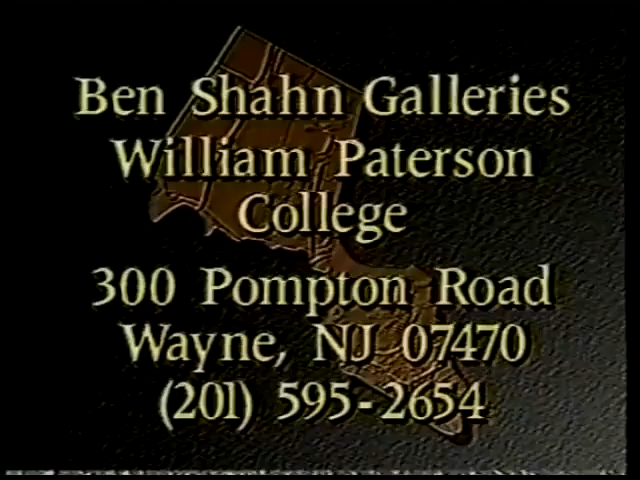 Ben Shahn Galleries
William Paterson
College
300 Pompton Road
Wayne, NJ 07470
(201) 595-2654